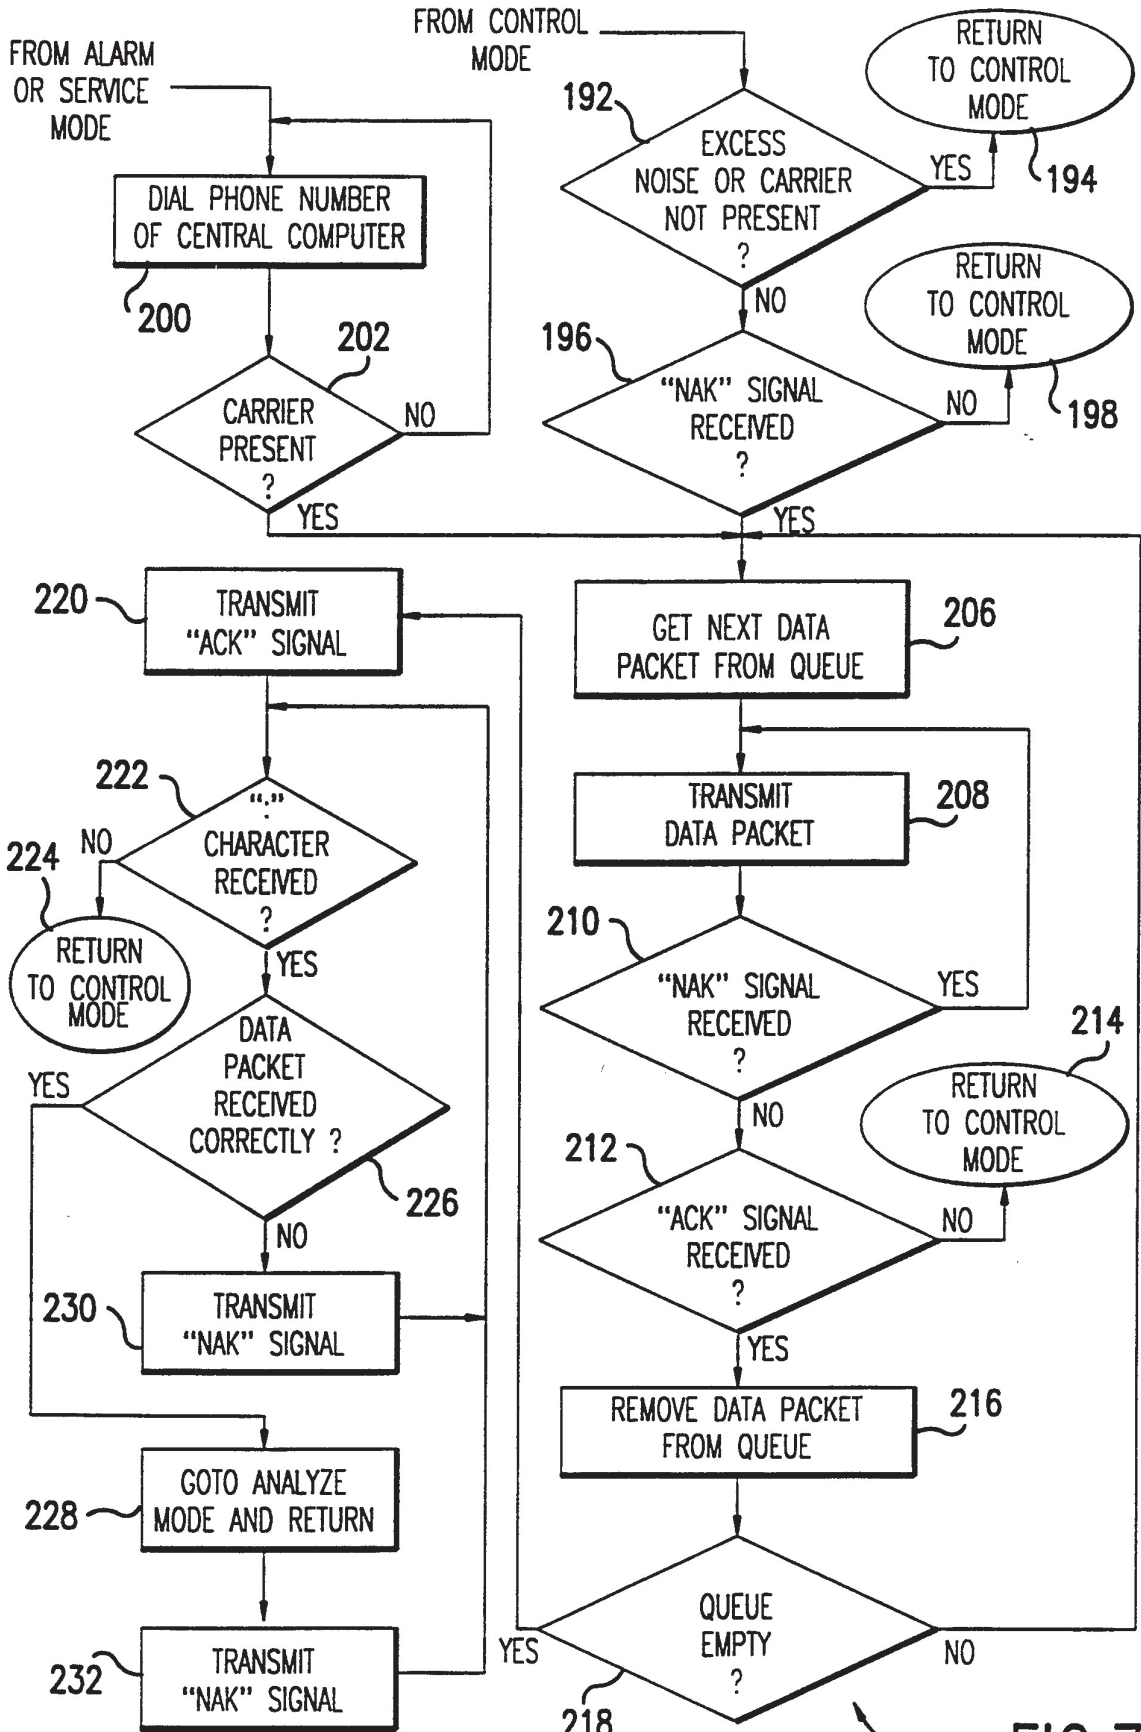 FROM ALARM
OR SERVICE
MODE
FROM CONTROL
MODE
RETURN
TO CONTROL
MODE
194
192
EXCESS
NOISE OR CARRIER
NOT PRESENT
?
YES
NO
DIAL PHONE NUMBER
OF CENTRAL COMPUTER
200
202
CARRIER
PRESENT
?
NO
YES
196
"NAK" SIGNAL
RECEIVED
?
NO
YES
RETURN
TO CONTROL
MODE
198
220
TRANSMIT
"ACK" SIGNAL
GET NEXT DATA
PACKET FROM QUEUE
206
TRANSMIT
DATA PACKET
208
222
":"
CHARACTER
RECEIVED
?
NO
YES
224
RETURN
TO CONTROL
MODE
210
"NAK" SIGNAL
RECEIVED
?
YES
NO
DATA
PACKET
RECEIVED
CORRECTLY ?
YES
226
NO
214
RETURN
TO CONTROL
MODE
212
"ACK" SIGNAL
RECEIVED
?
NO
YES
230
TRANSMIT
"NAK" SIGNAL
REMOVE DATA PACKET
FROM QUEUE
216
228
GOTO ANALYZE
MODE AND RETURN
232
TRANSMIT
"NAK" SIGNAL
QUEUE
EMPTY
?
YES
NO
218